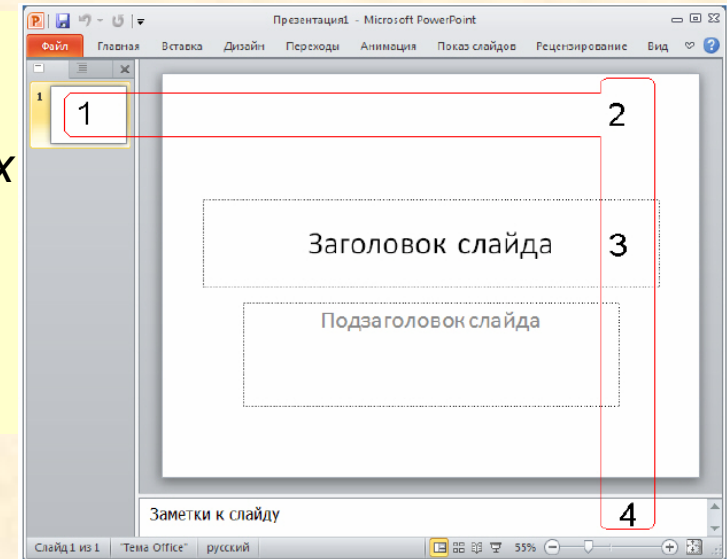 Презентация1 - Microsoft PowerPoint
Файл Главная Вставка Дизайн Переходы Анимация Показ слайдов Рецензирование Вид
1
1
2
х
Заголовок слайда
3
Подзаголовок слайда
Заметки к слайду
4
Слайд 1 из 1 "Тема Office" русский 55%